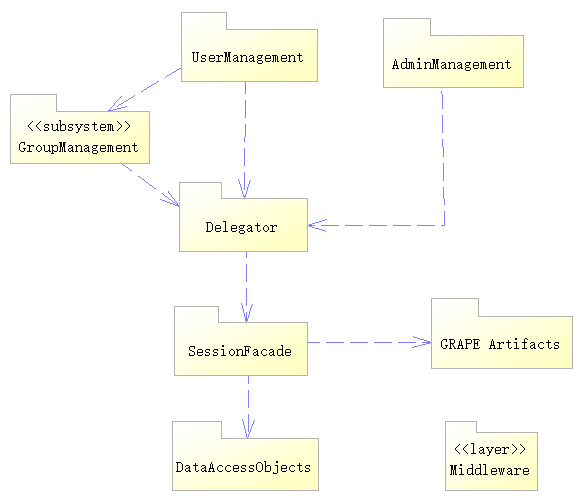 UserManagement
AdminManagement
<<subsystem>>
GroupManagement
Delegator
SessionFacade
GRAPE Artifacts
DataAccessObjects
<<layer>>
Middleware